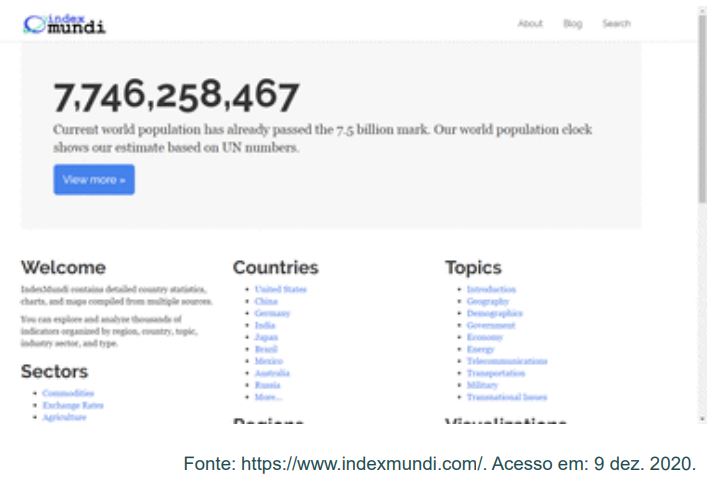 index
mundi
About Blog Search
7,746,258,467
Current world population has already passed the 7.5 billion mark. Our world population clock
shows our estimate based on UN numbers.
View more »
Welcome
IndexMundi contains detailed country statistics,
charts, and maps compiled from multiple sources.
You can explore and analyze thousands of
indicators organized by region, country, topic,
industry sector, and type.
Sectors
Commodities
Exchange Rates
Agriculture
Countries
United States
China
Germany
India
Japan
Brazil
Mexico
Australia
Russia
More...
Regions
Topics
Introduction
Geography
Demographics
Government
Economy
Energy
Telecommunications
Transportation
Military
Transnational Issues
Visualizations
Fonte: https://www.indexmundi.com/. Acesso em: 9 dez. 2020.